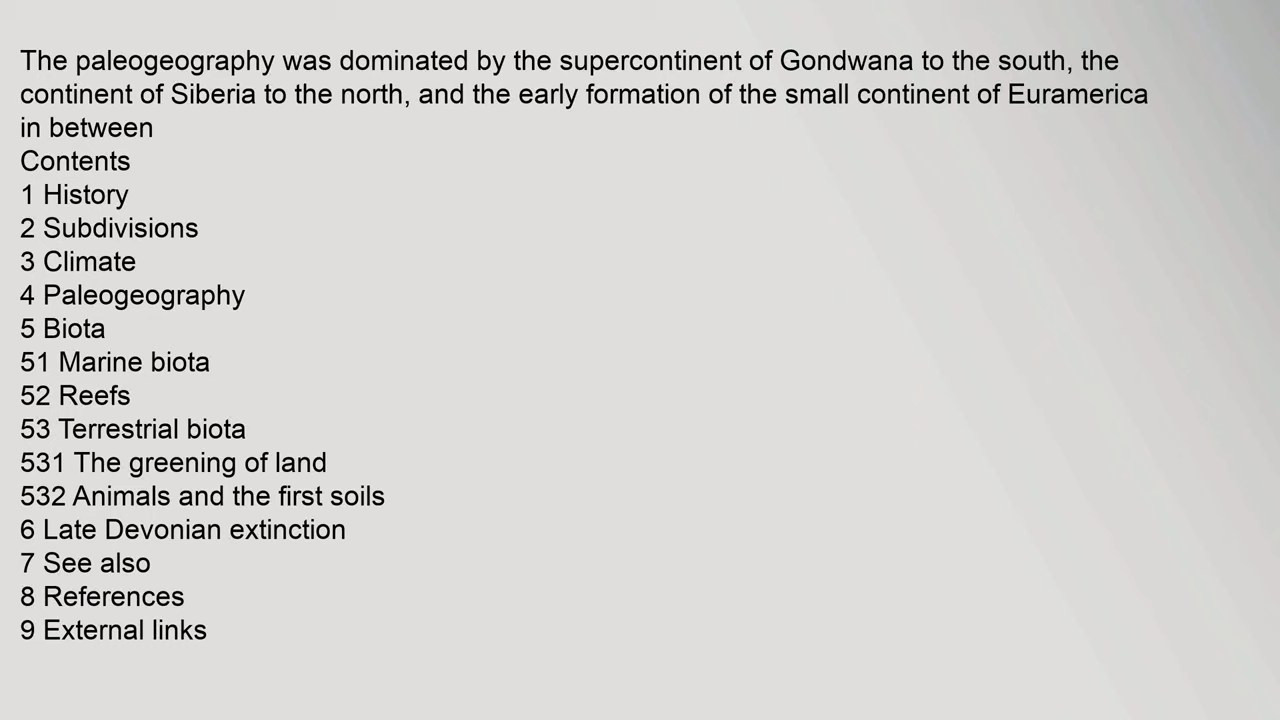 The paleogeography was dominated by the supercontinent of Gondwana to the south, the
continent of Siberia to the north, and the early formation of the small continent of Euramerica
in between
Contents
1 History
2 Subdivisions
3 Climate
4 Paleogeography
5 Biota
51 Marine biota
52 Reefs
53 Terrestrial biota
531 The greening of land
532 Animals and the first soils
6 Late Devonian extinction
7 See also
8 References
9 External links